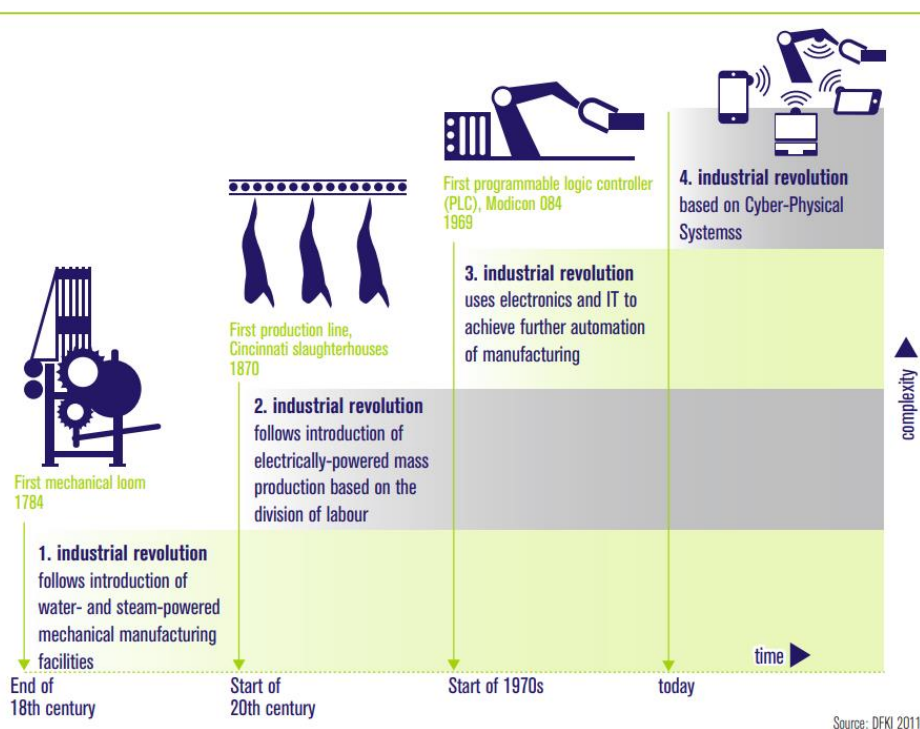 First mechanical loom
1784
First production line,
Cincinnati slaughterhouses
1870
First programmable logic controller
(PLC), Modicon 084
1969
4. industrial revolution
based on Cyber-Physical
Systemss
3. industrial revolution
uses electronics and IT to
achieve further automation
of manufacturing
2. industrial revolution
follows introduction of
electrically-powered mass
production based on the
division of labour
1. industrial revolution
follows introduction of
water- and steam-powered
mechanical manufacturing
facilities
complexity
time
End of
18th century
Start of
20th century
Start of 1970s
today
Source: DFKI 2011